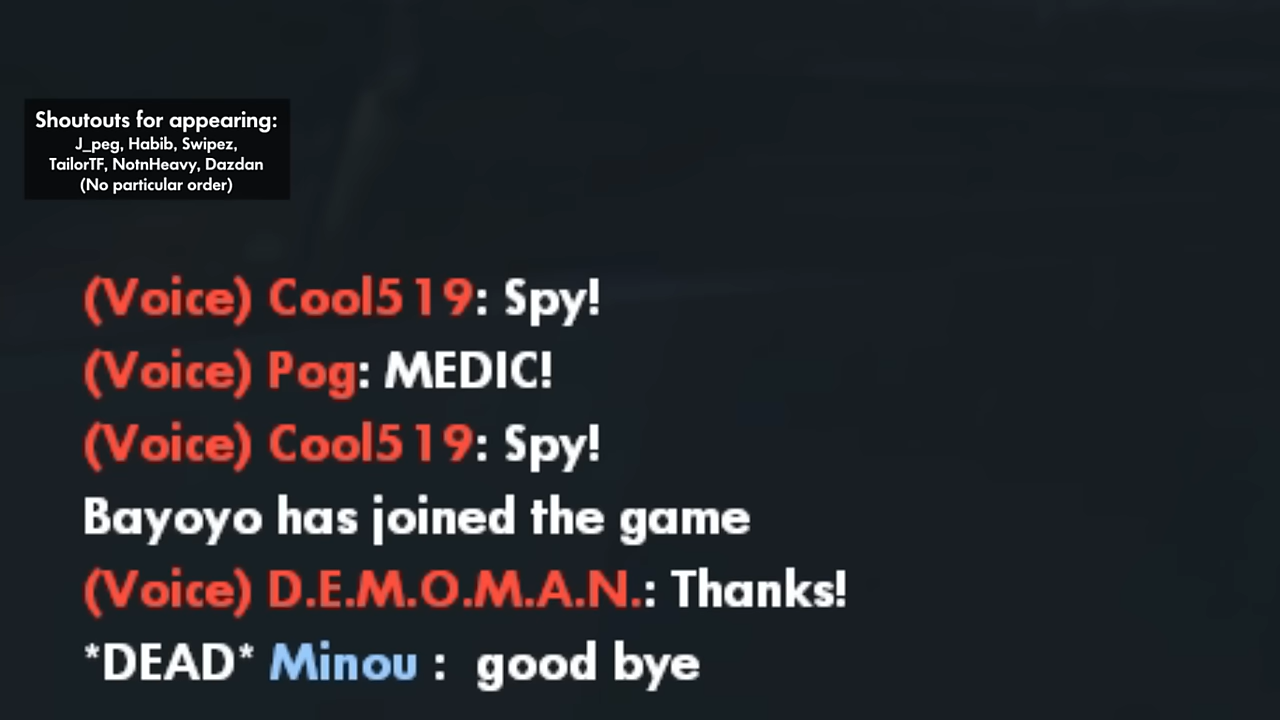 Shoutouts for appearing:
J_peg, Habib, Swipez,
TailorTF, NotnHeavy, Dazdan
(No particular order)
(Voice) Cool519: Spy!
(Voice) Pog: MEDIC!
(Voice) Cool519: Spy!
Bayoyo has joined the game
(Voice) D.E.M.O.M.A.N.: Thanks!
*DEAD* Minou :  good bye